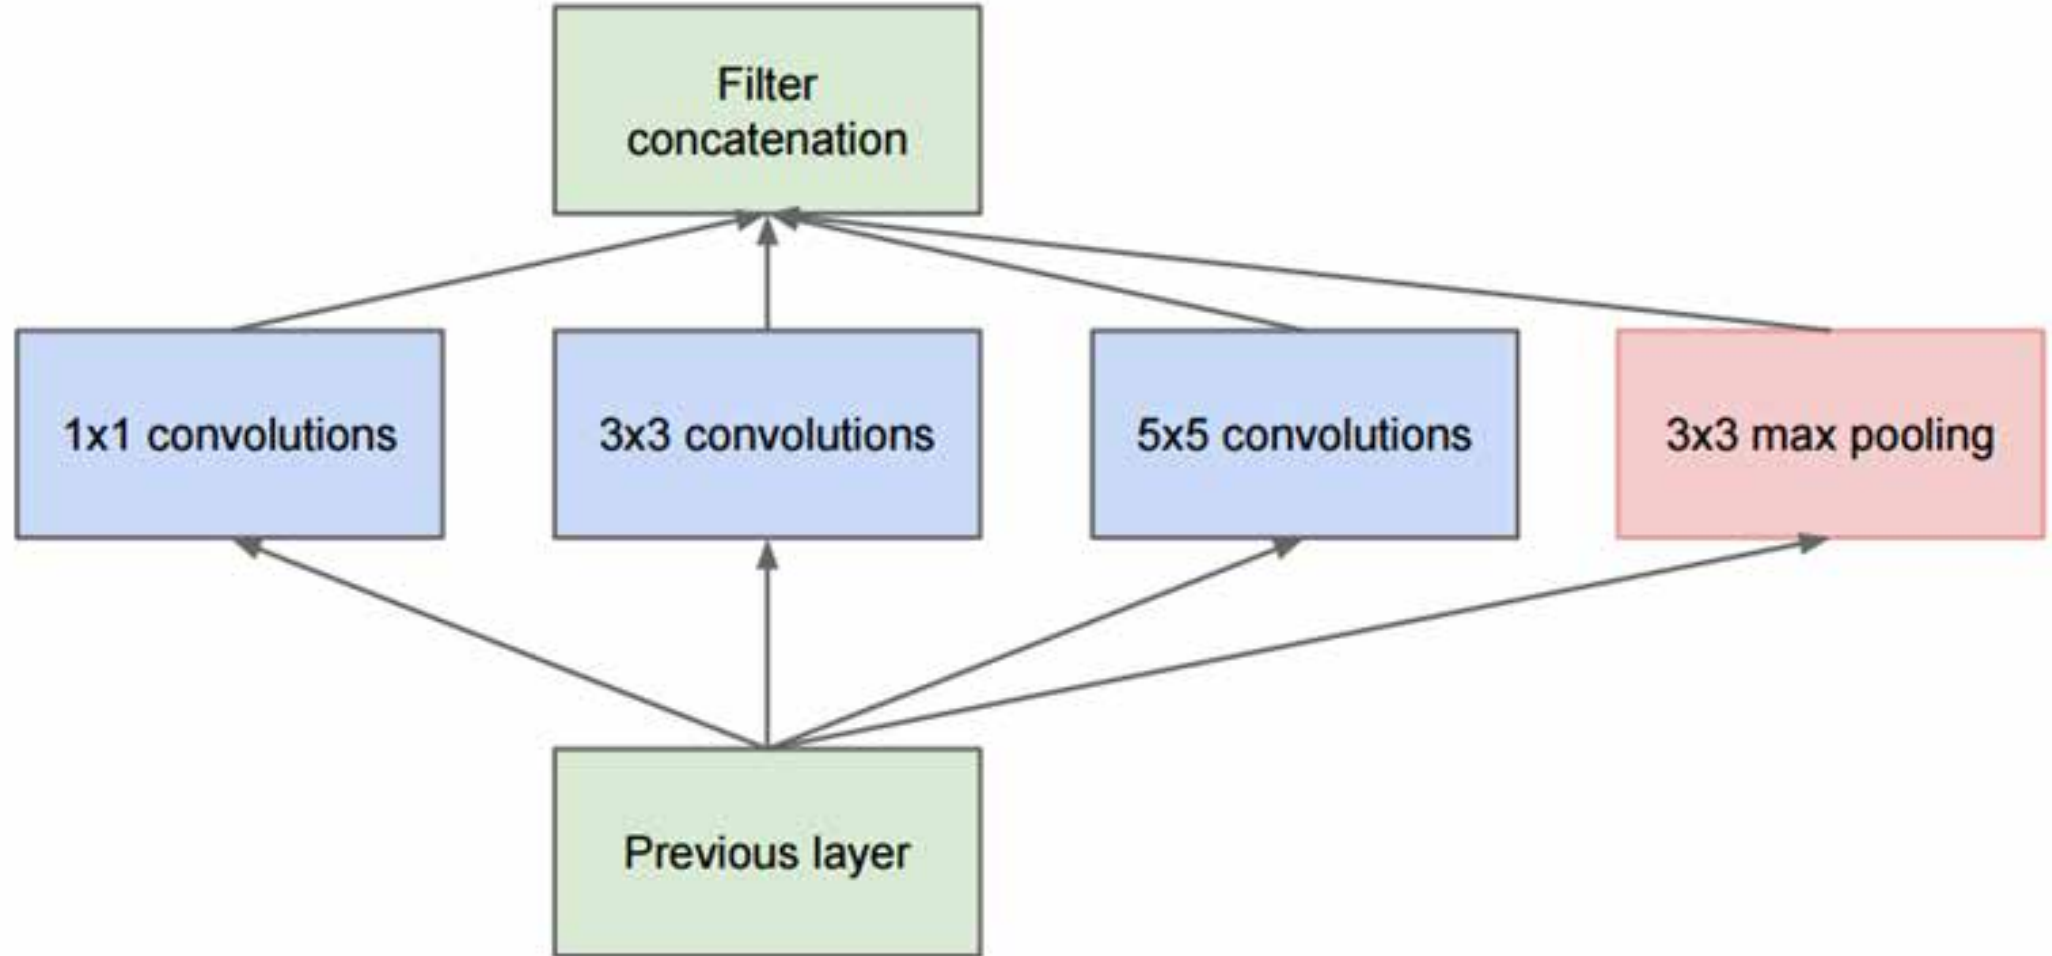 Filter
concatenation
1x1 convolutions
3x3 convolutions
5x5 convolutions
3x3 max pooling
Previous layer